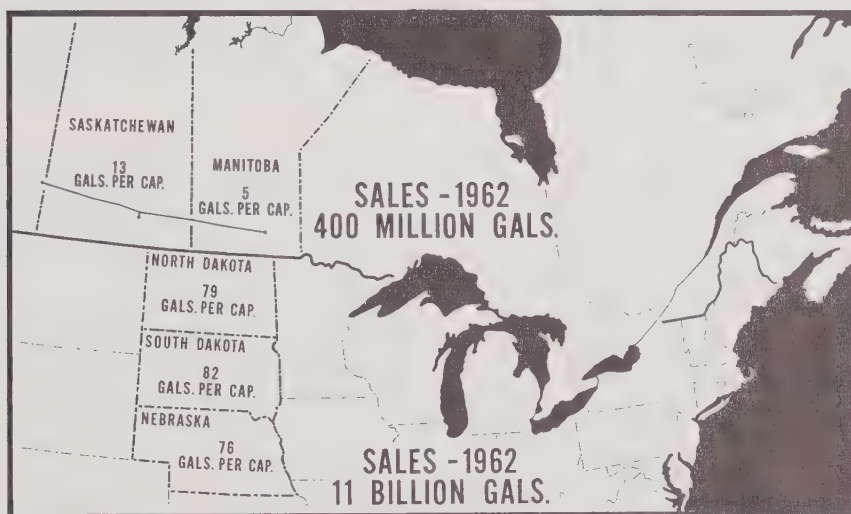 SASKATCHEWAN
13
GALS. PER CAP.
MANITOBA
5
GALS. PER CAP.
SALES - 1962
400 MILLION GALS.
NORTH DAKOTA
79
GALS. PER CAP.
SOUTH DAKOTA
82
GALS. PER CAP.
NEBRASKA
76
GALS. PER CAP.
SALES - 1962
11 BILLION GALS.